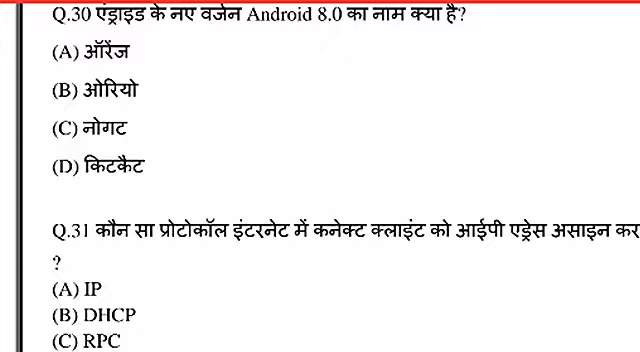 Q.30 एंड्राइड के नए वर्जन Android 8.0 का नाम क्या है?
(A) ऑरेंज
(B) ओरियो
(C) नोगट
(D) किटकैट
Q.31 कौन सा प्रोटोकॉल इंटरनेट में कनेक्ट क्लाइंट को आईपी एड्रेस असाइन कर
?
(A) IP
(B) DHCP
(C) RPC